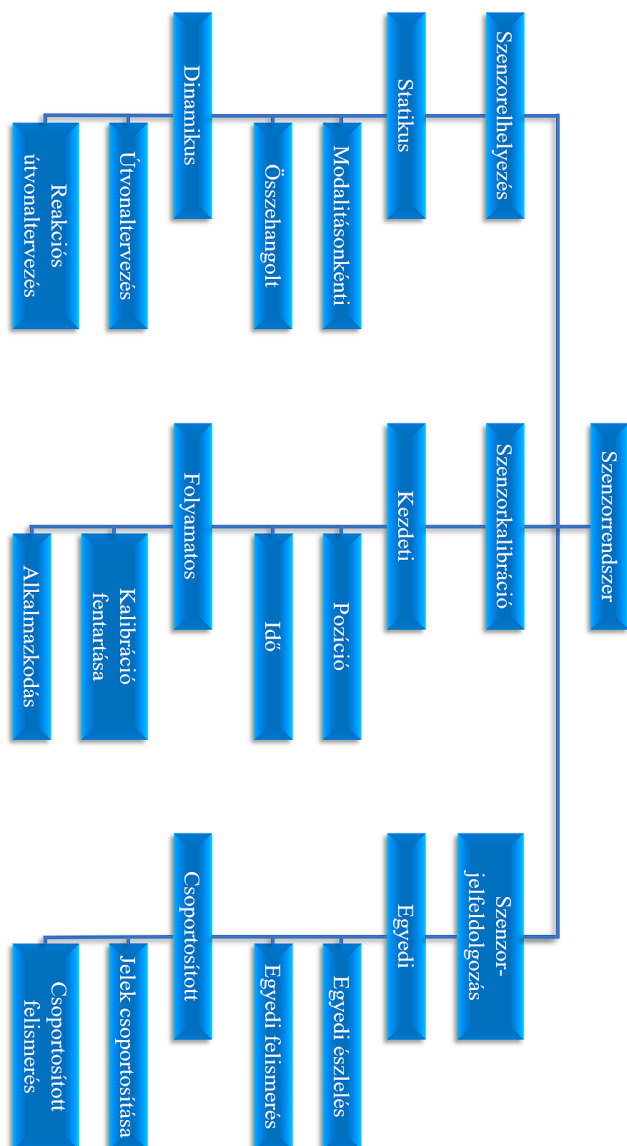 Szenzorrendszer
Szenzorelhelyezés
Statikus
Modalitásonkénti
Összehangolt
Dinamikus
Útvonaltervezés
Reakciós
útvonaltervezés
Szenzorkalibráció
Kezdeti
Pozíció
Idő
Folyamatos
Kalibráció
fentartása
Alkalmazkodás
Szenzor-
jelfeldolgozás
Egyedi
Egyedi észlelés
Egyedi felismerés
Csoportosított
Jelek csoportosítása
Csoportosított
felismerés